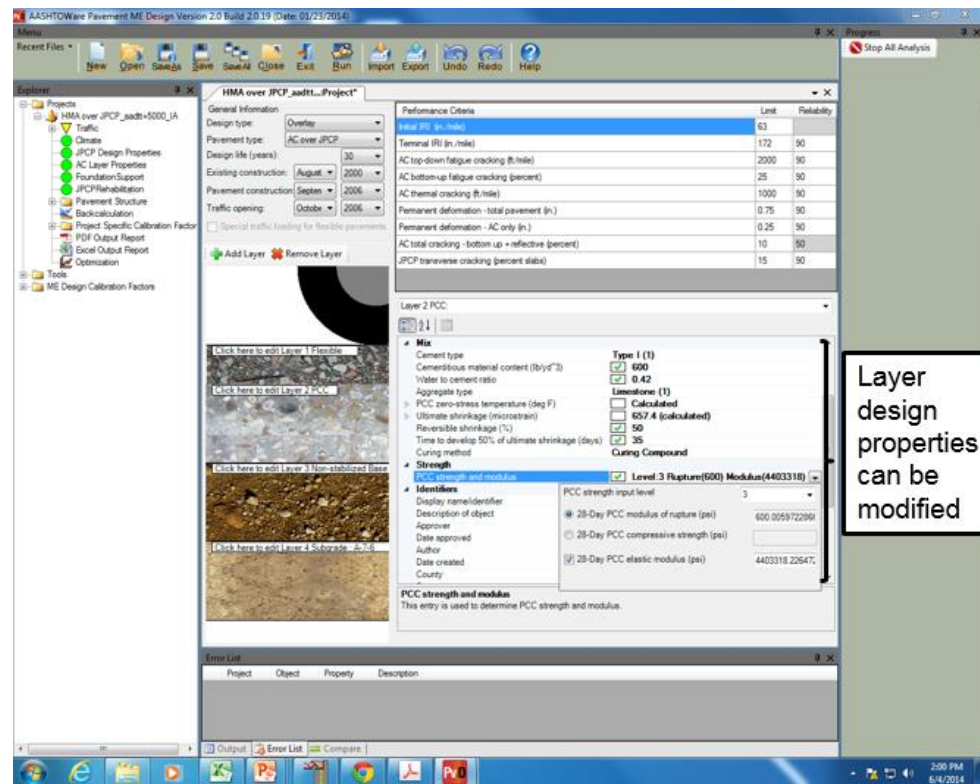 AASHTOWare Pavement ME Design Version 2.0 Build 2.0.19 (Date: 01/23/2014)
Menu
Recent Files
New Open SaveAs Save SaveAll Close Exit Run Import Export Undo Redo Help
Progress
Stop All Analysis
Explorer
Projects
HMA over JPCP_aadtt=5000_IA
Traffic
Climate
JPCP Design Properties
AC Layer Properties
Foundation Support
JPCP Rehabilitation
Pavement Structure
Backcalculation
Project Specific Calibration Factor
PDF Output Report
Excel Output Report
Optimization
Tools
ME Design Calibration Factors
HMA over JPCP_aadtt...:Project*
General Information
Design type: Overlay
Pavement type: AC over JPCP
Design life (years): 30
Existing construction: August 2000
Pavement construction: Septen 2006
Traffic opening: Octobe 2006
Special traffic loading for flexible pavements
Add Layer Remove Layer
Click here to edit Layer 1 Flexible
Click here to edit Layer 2 PCC
Click here to edit Layer 3 Non-stabilized Base
Click here to edit Layer 4 Subgrade : A-7-6
Performance Criteria Limit Reliability
Initial IRI (in./mile) 63
Terminal IRI (in./mile) 172 90
AC top-down fatigue cracking (ft./mile) 2000 90
AC bottom-up fatigue cracking (percent) 25 90
AC thermal cracking (ft./mile) 1000 90
Permanent deformation - total pavement (in.) 0.75 90
Permanent deformation - AC only (in.) 0.25 90
AC total cracking - bottom up + reflective (percent) 10 50
JPCP transverse cracking (percent slabs) 15 90
Layer 2 PCC:
Mix
Cement type Type I (1)
Cementitious material content (lb/yd^3) 600
Water to cement ratio 0.42
Aggregate type Limestone (1)
PCC zero-stress temperature (deg F) Calculated
Ultimate shrinkage (microstrain) 657.4 (calculated)
Reversible shrinkage (%) 50
Time to develop 50% of ultimate shrinkage (days) 35
Curing method Curing Compound
Strength
PCC strength and modulus Level:3 Rupture(600) Modulus(4403318)
Identifiers
Display name/identifier
Description of object
Approver
Date approved
Author
Date created
County
PCC strength input level 3
28-Day PCC modulus of rupture (psi)
28-Day PCC compressive strength (psi)
28-Day PCC elastic modulus (psi)
PCC strength and modulus
This entry is used to determine PCC strength and modulus.
Layer
design
properties
can be
modified
Error List
Project Object Property Description
Output Error List Compare
2:00 PM
6/4/2014